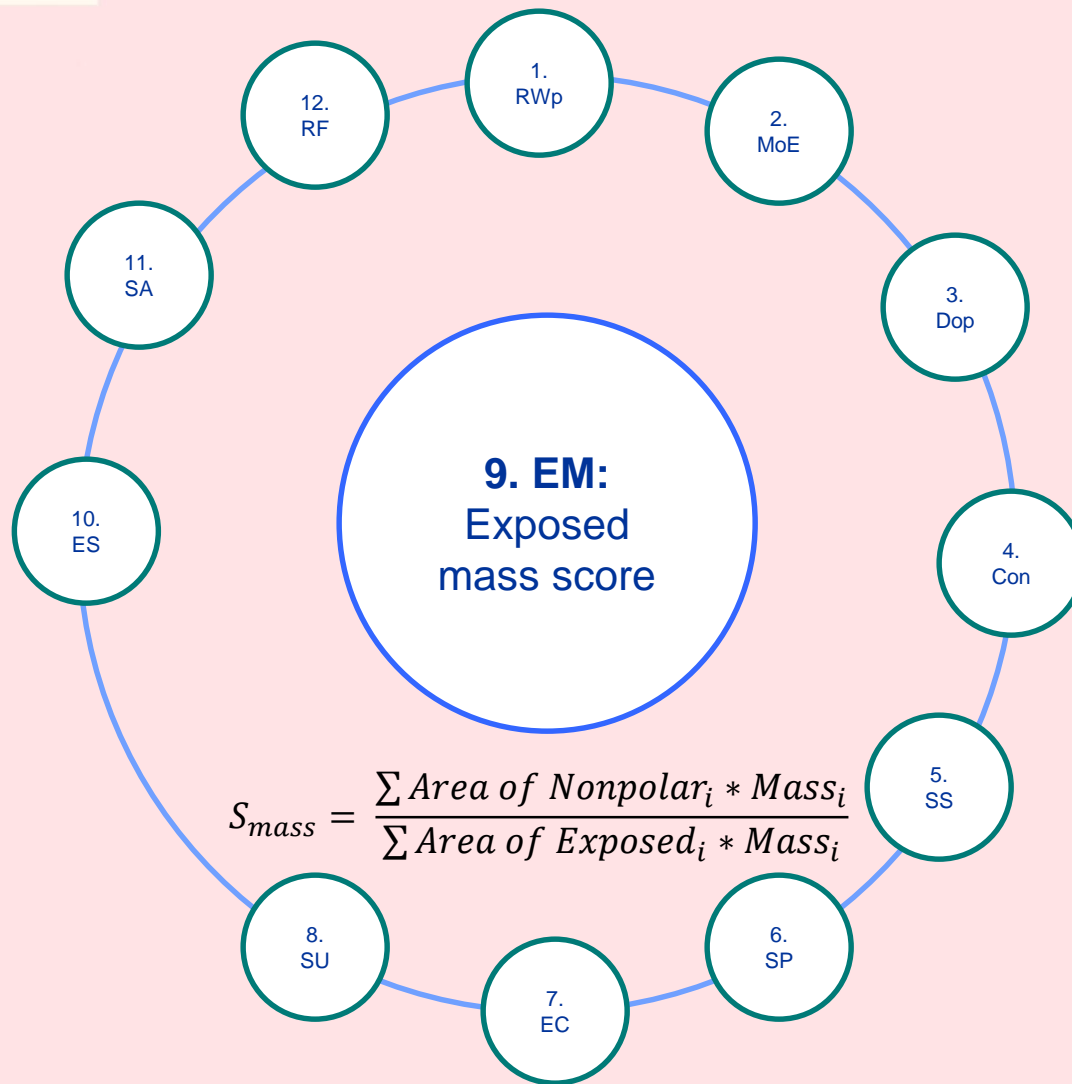 1.
RWp
2.
MoE
3.
Dop
4.
Con
5.
SS
6.
SP
7.
EC
8.
SU
9. EM:
Exposed
mass score
S_mass = ∑ Area of Nonpolar_i * Mass_i / ∑ Area of Exposed_i * Mass_i
10.
ES
11.
SA
12.
RF